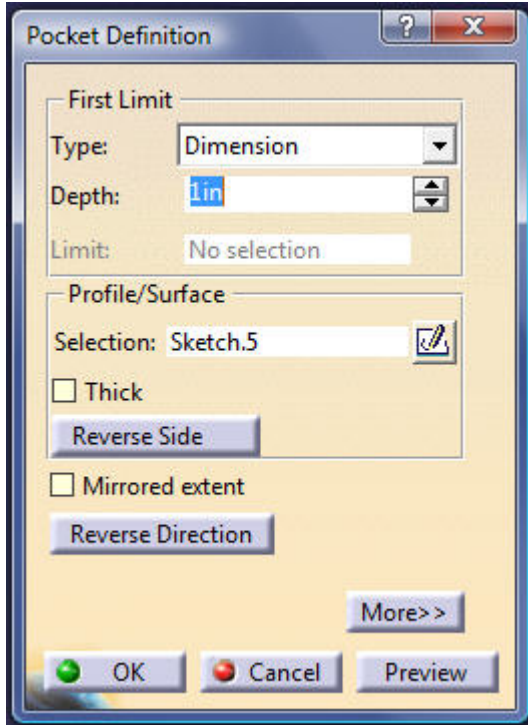 Pocket Definition
?
X
First Limit
Type: Dimension
Depth: 1in
Limit: No selection
Profile/Surface
Selection: Sketch.5
Thick
Reverse Side
Mirrored extent
Reverse Direction
More>>
OK Cancel Preview